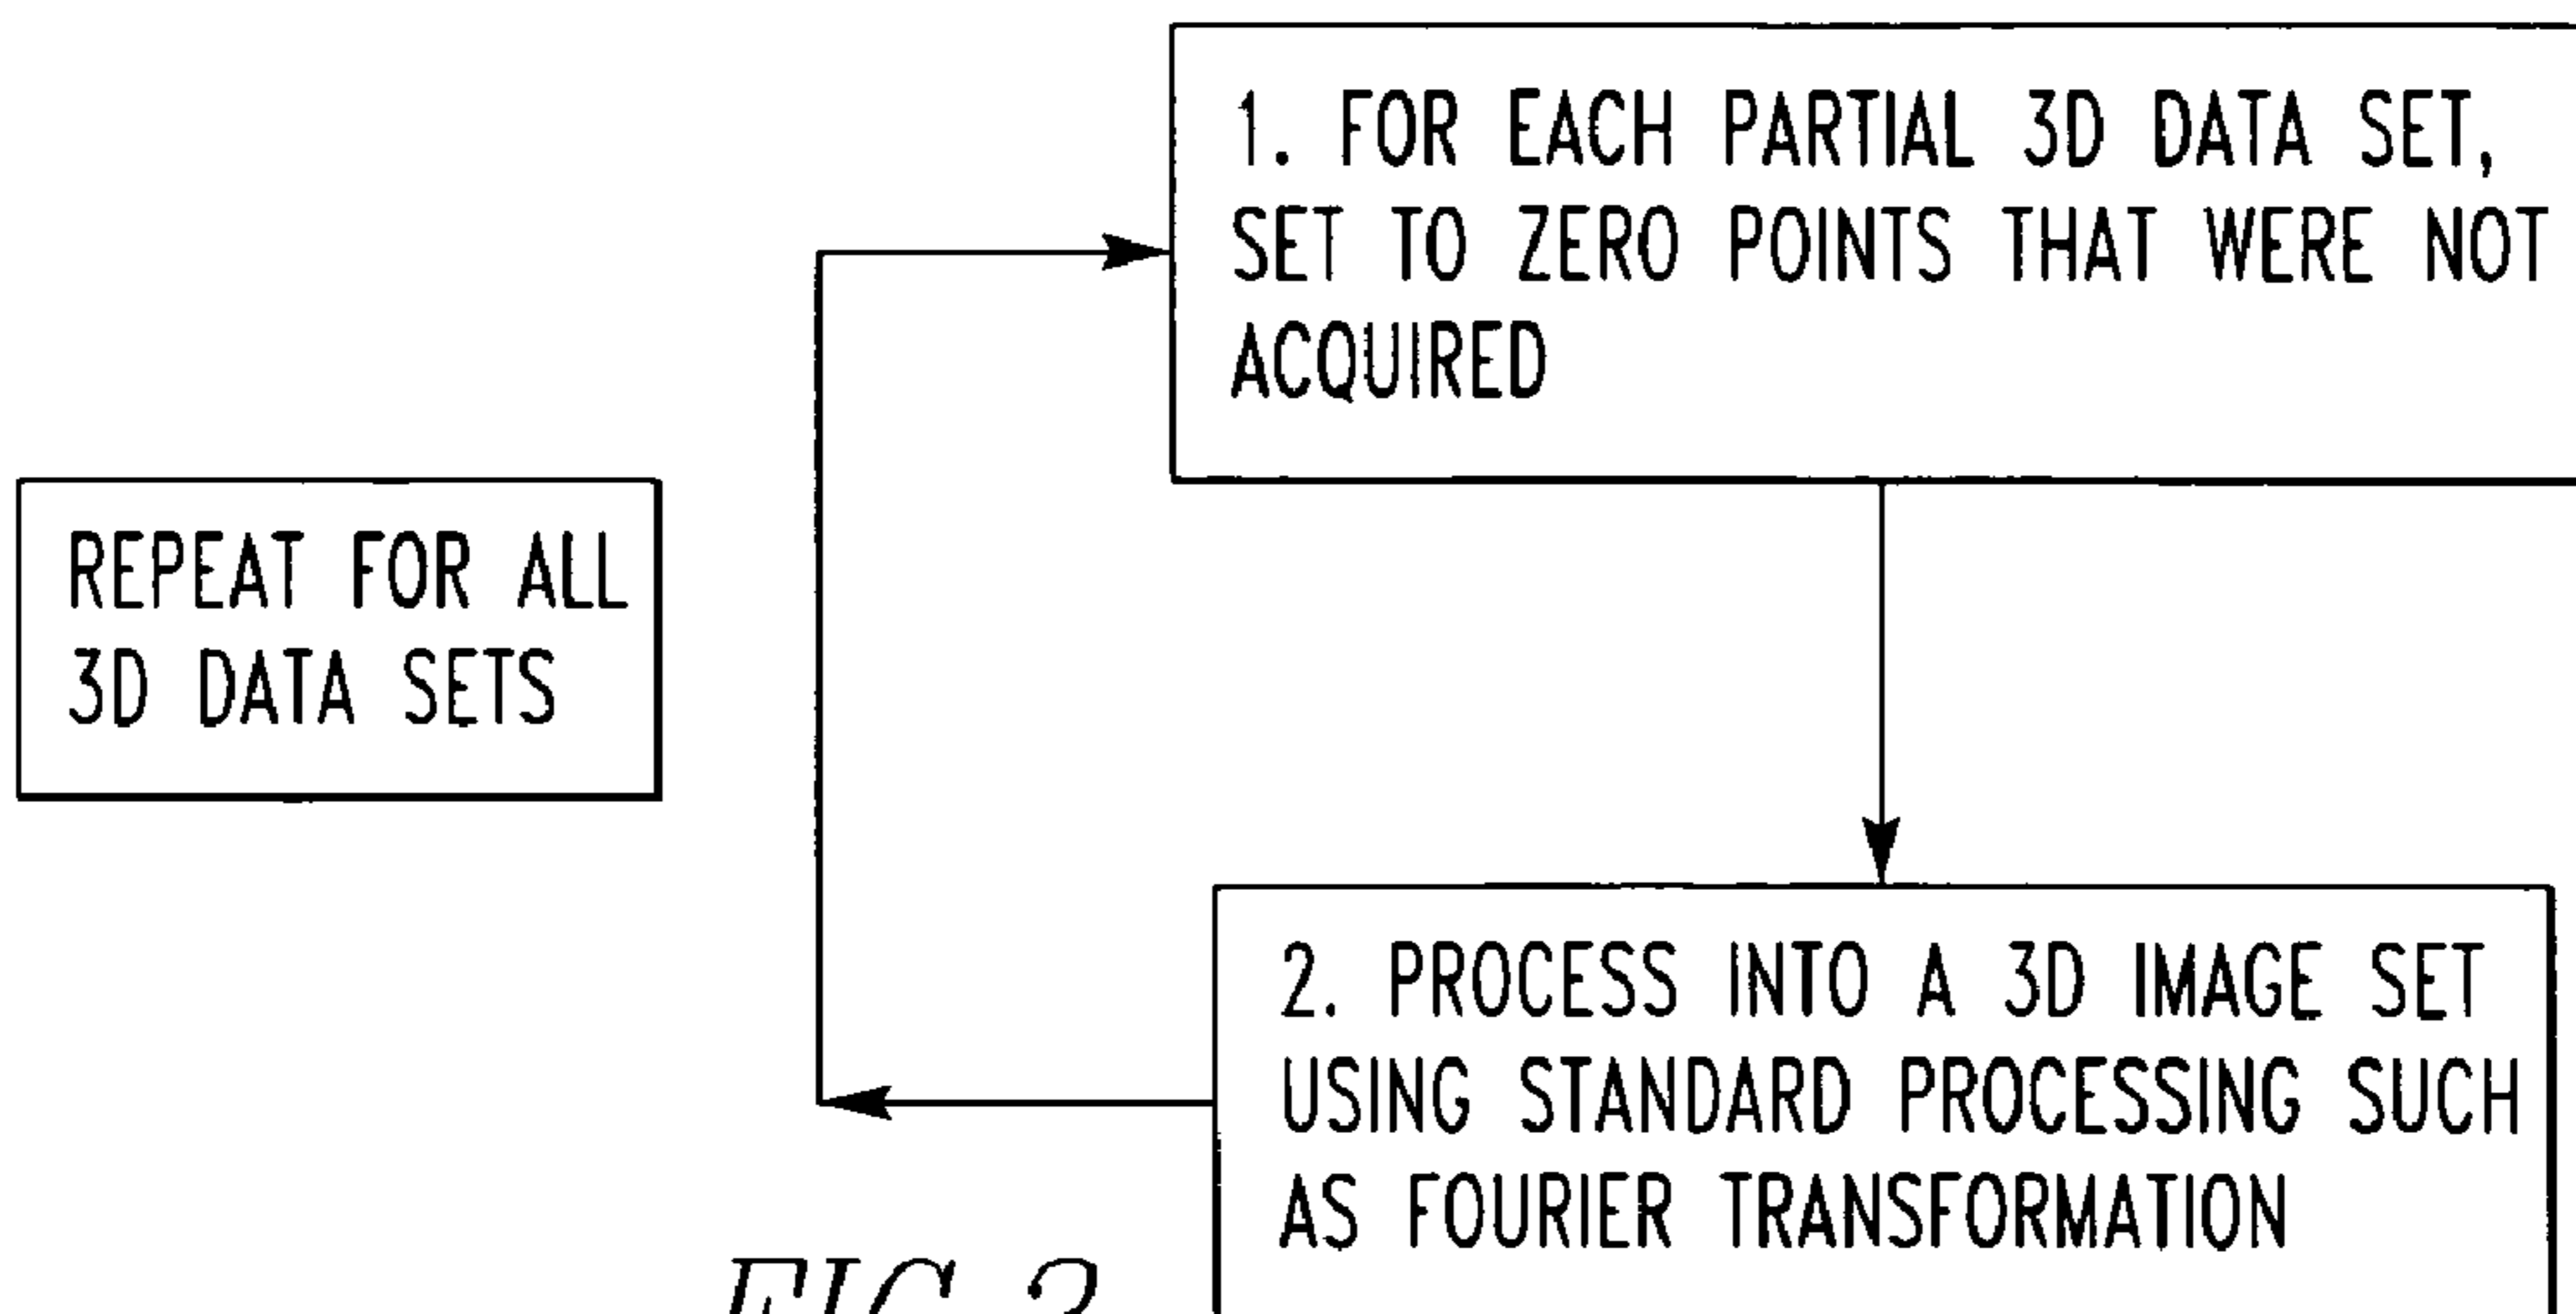 1. FOR EACH PARTIAL 3D DATA SET,
SET TO ZERO POINTS THAT WERE NOT
ACQUIRED
REPEAT FOR ALL
3D DATA SETS
2. PROCESS INTO A 3D IMAGE SET
USING STANDARD PROCESSING SUCH
AS FOURIER TRANSFORMATION
FIG.